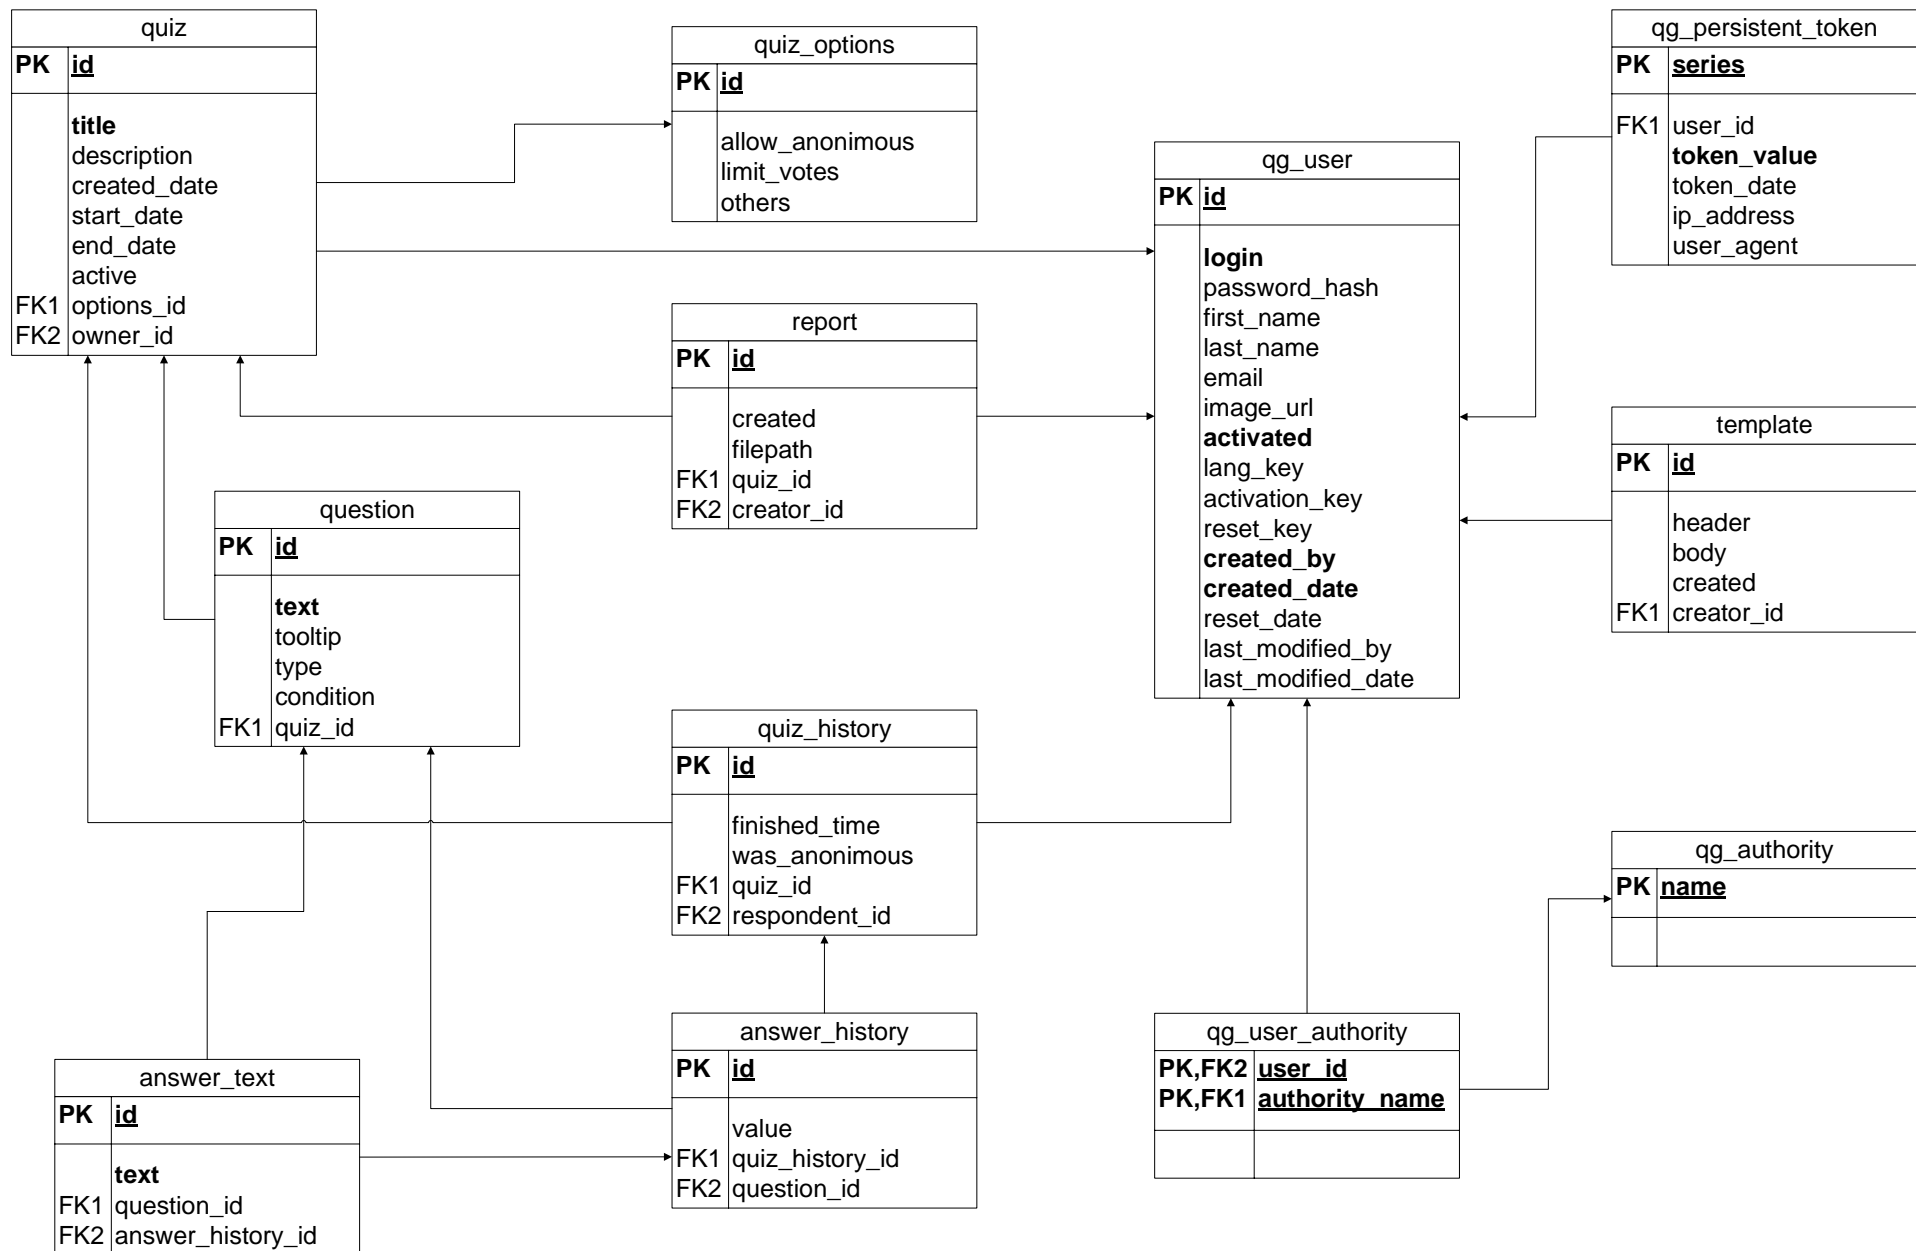 quiz
PK id
title
description
created_date
start_date
end_date
active
FK1 options_id
FK2 owner_id
quiz_options
PK id
allow_anonimous
limit_votes
others
qg_persistent_token
PK series
FK1 user_id
token_value
token_date
ip_address
user_agent
qg_user
PK id
login
password_hash
first_name
last_name
email
image_url
activated
lang_key
activation_key
reset_key
created_by
created_date
reset_date
last_modified_by
last_modified_date
report
PK id
created
filepath
FK1 quiz_id
FK2 creator_id
template
PK id
header
body
created
FK1 creator_id
question
PK id
text
tooltip
type
condition
FK1 quiz_id
quiz_history
PK id
finished_time
was_anonimous
FK1 quiz_id
FK2 respondent_id
qg_authority
PK name
answer_history
PK id
value
FK1 quiz_history_id
FK2 question_id
qg_user_authority
PK,FK2 user_id
PK,FK1 authority_name
answer_text
PK id
text
FK1 question_id
FK2 answer_history_id